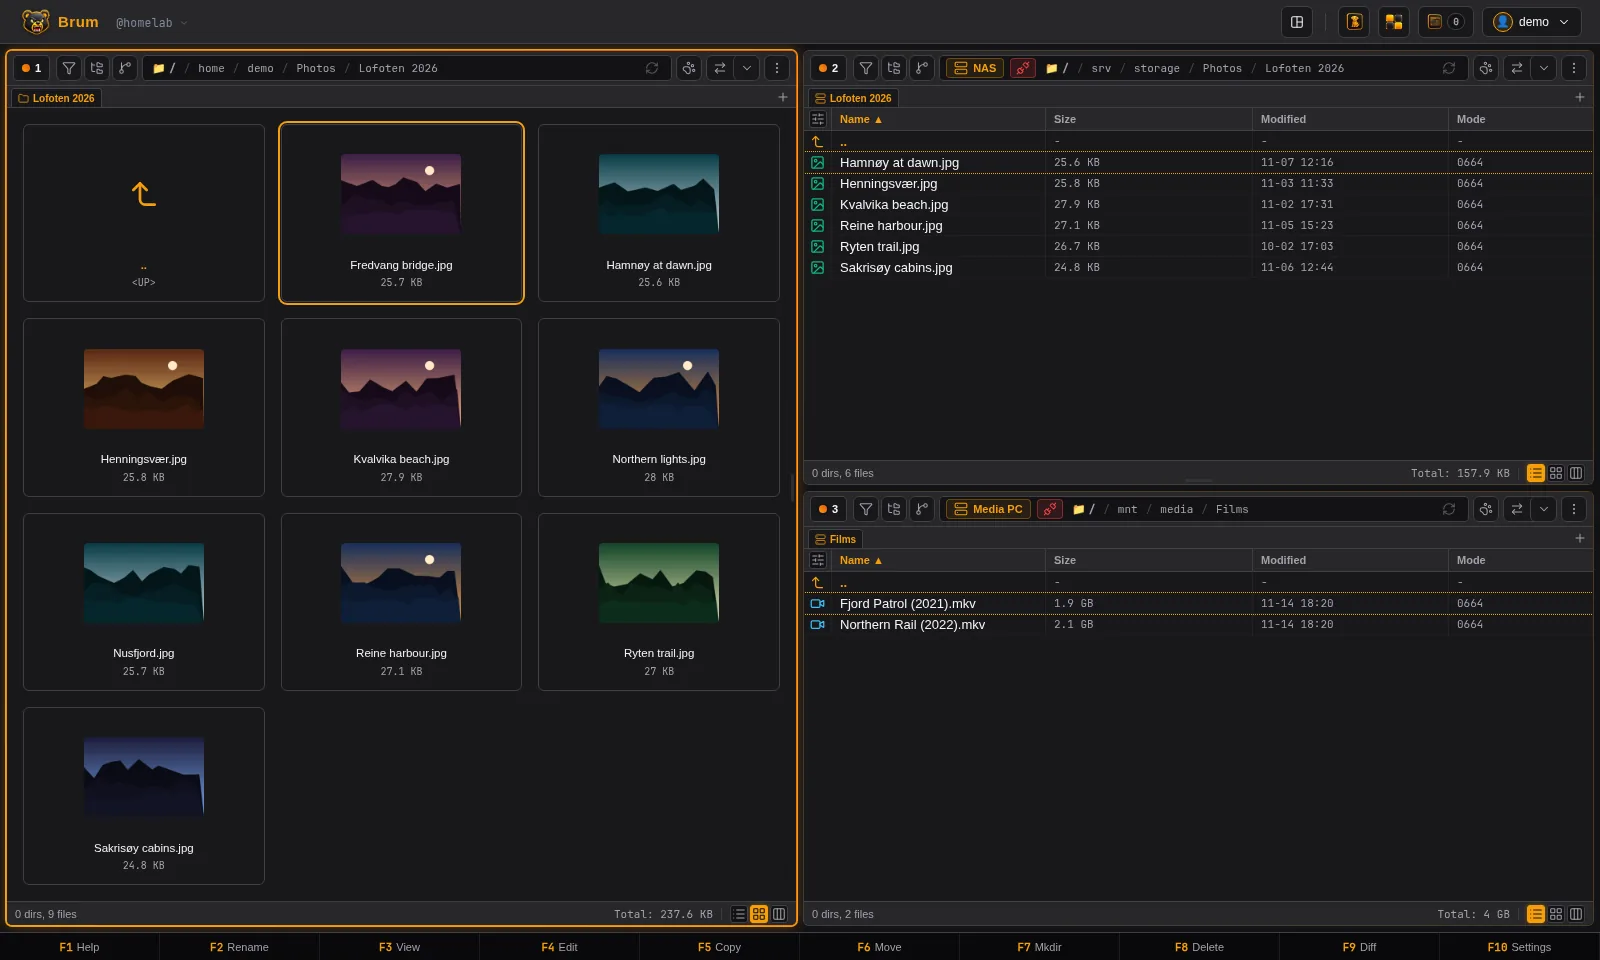 Brum @homelab
0 demo
1 / / home / demo / Photos / Lofoten 2026
Lofoten 2026
..
<UP>
Fredvang bridge.jpg
25.7 KB
Hamnøy at dawn.jpg
25.6 KB
Henningsvær.jpg
25.8 KB
Kvalvika beach.jpg
27.9 KB
Northern lights.jpg
28 KB
Nusfjord.jpg
25.7 KB
Reine harbour.jpg
27.1 KB
Ryten trail.jpg
27 KB
Sakrisøy cabins.jpg
24.8 KB
0 dirs, 9 files Total: 237.6 KB
2 NAS / / srv / storage / Photos / Lofoten 2026
Lofoten 2026
Name ▲ Size Modified Mode
.. - - -
Hamnøy at dawn.jpg 25.6 KB 11-07 12:16 0664
Henningsvær.jpg 25.8 KB 11-03 11:33 0664
Kvalvika beach.jpg 27.9 KB 11-02 17:31 0664
Reine harbour.jpg 27.1 KB 11-05 15:23 0664
Ryten trail.jpg 26.7 KB 10-02 17:03 0664
Sakrisøy cabins.jpg 24.8 KB 11-06 12:44 0664
0 dirs, 6 files Total: 157.9 KB
3 Media PC / / mnt / media / Films
Films
Name ▲ Size Modified Mode
.. - - -
Fjord Patrol (2021).mkv 1.9 GB 11-14 18:20 0664
Northern Rail (2022).mkv 2.1 GB 11-14 18:20 0664
0 dirs, 2 files Total: 4 GB
F1 Help F2 Rename F3 View F4 Edit F5 Copy F6 Move F7 Mkdir F8 Delete F9 Diff F10 Settings